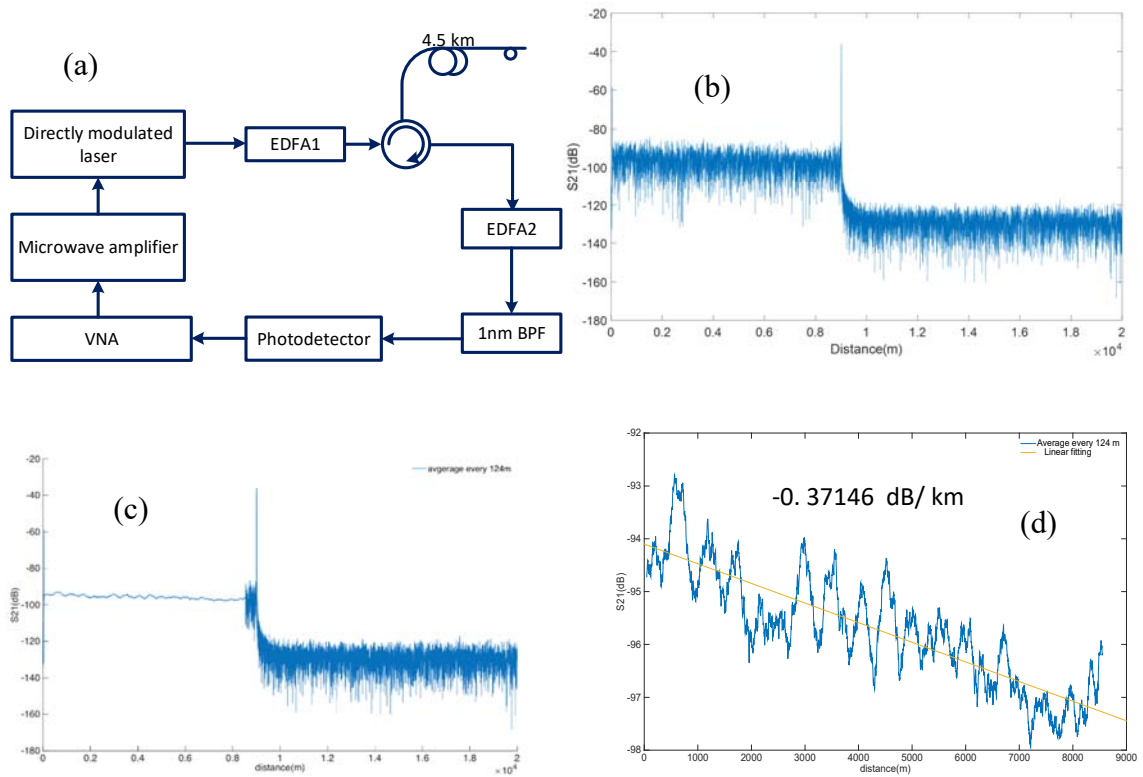 (a)
4.5 km
Directly modulated
laser
EDFA1
EDFA2
Microwave amplifier
1nm BPF
VNA
Photodetector
(b)
-20
-40
-60
-80
-100
-120
-140
-160
-180
S21(dB)
0
0.2
0.4
0.6
0.8
1
1.2
1.4
1.6
1.8
2
Distance(m)
×10⁴
(c)
avgerage every 124m
-20
-40
-60
-80
-100
-120
-140
-160
-180
S21(dB)
0
0.2
0.4
0.6
0.8
1
1.2
1.4
1.6
1.8
2
distance(m)
×10⁴
(d)
-0. 37146 dB/ km
Average every 124 m
Linear fitting
-92
-93
-94
-95
-96
-97
-98
S21(dB)
0
1000
2000
3000
4000
5000
6000
7000
8000
9000
distance(m)